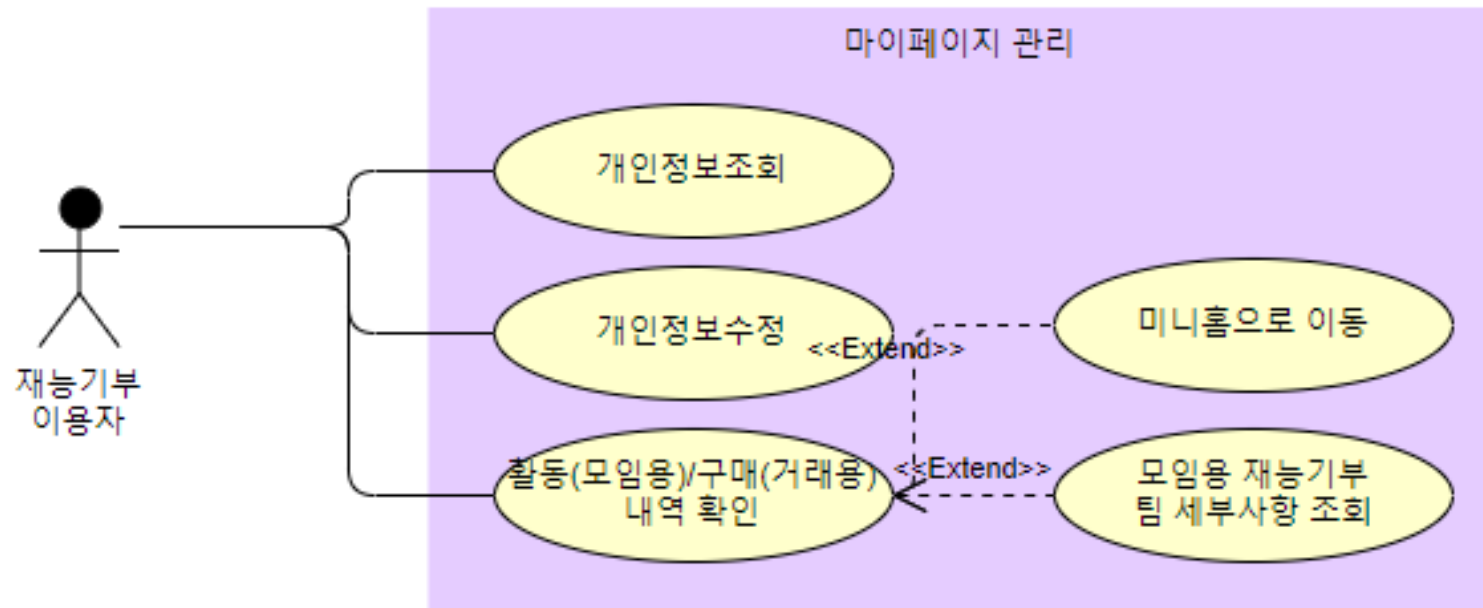 마이페이지 관리
개인정보조회
개인정보수정
<<Extend>>
미니홈으로 이동
재능기부
이용자
활동(모임용)/구매(거래용)
내역 확인
<<Extend>>
모임용 재능기부
팀 세부사항 조회